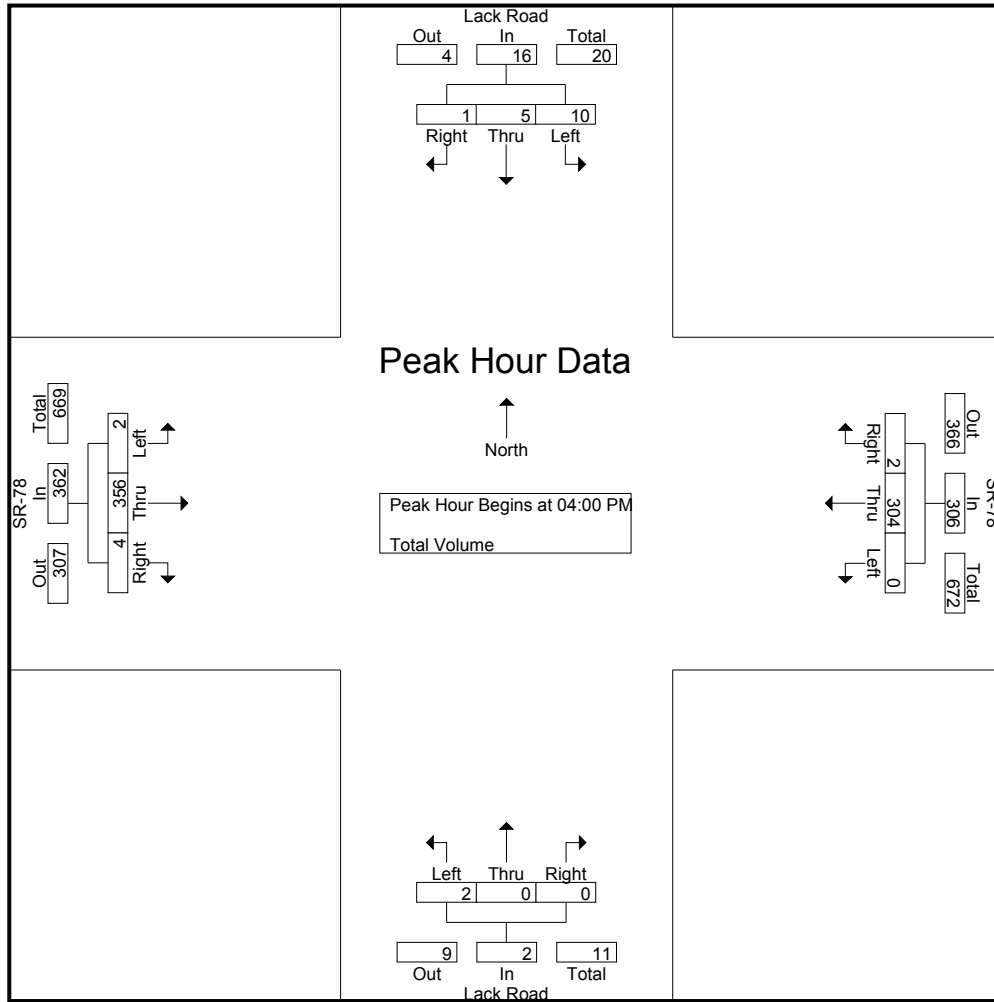 Lack Road
Out In Total
4 16 20
1 5 10
Right Thru Left
Peak Hour Data
North
Peak Hour Begins at 04:00 PM
Total Volume
SR-78
Out In Total
307 362 669
2 356 4
Left Thru Right
SR-78
Out In Total
366 306 672
2 304 0
Right Thru Left
Left Thru Right
2 0 0
9 2 11
Out In Total
Lack Road